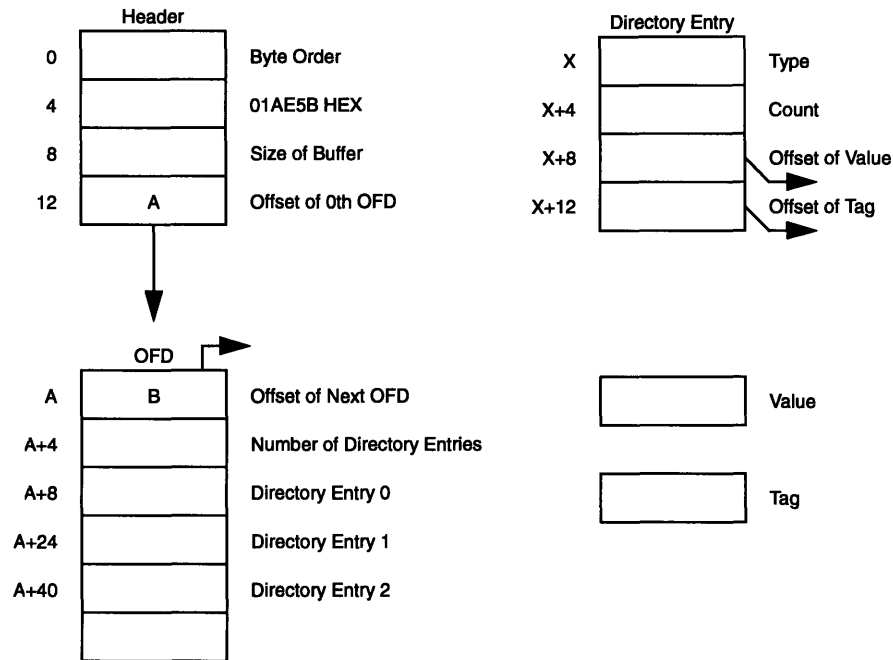 Header
0 Byte Order
4 01AE5B HEX
8 Size of Buffer
12 A Offset of 0th OFD
Directory Entry
X Type
X+4 Count
X+8 Offset of Value
X+12 Offset of Tag
OFD
A B Offset of Next OFD
A+4 Number of Directory Entries
A+8 Directory Entry 0
A+24 Directory Entry 1
A+40 Directory Entry 2
Value
Tag